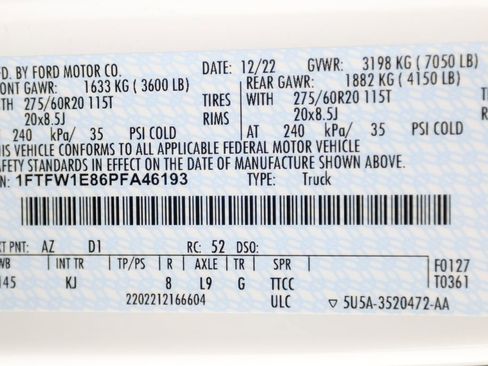 FD. BY FORD MOTOR CO. DATE: 12/22 GVWR: 3198 KG ( 7050 LB)
ONT GAWR: 1633 KG ( 3600 LB) REAR GAWR: 1882 KG ( 4150 LB)
TH 275/60R20 115T TIRES WITH 275/60R20 115T
20x8.5J RIMS 20x8.5J
240 kPa/ 35 PSI COLD AT 240 kPa/ 35 PSI COLD
IS VEHICLE CONFORMS TO ALL APPLICABLE FEDERAL MOTOR VEHICLE
AFETY STANDARDS IN EFFECT ON THE DATE OF MANUFACTURE SHOWN ABOVE.
1FTFW1E86PFA46193 TYPE: Truck
T PNT: AZ D1 RC: 52 DSO:
WB INT TR TP/PS R AXLE TR SPR F0127
145 KJ 8 L9 G TTCC T0361
2202212166604 ULC ▽ 5U5A-3520472-AA